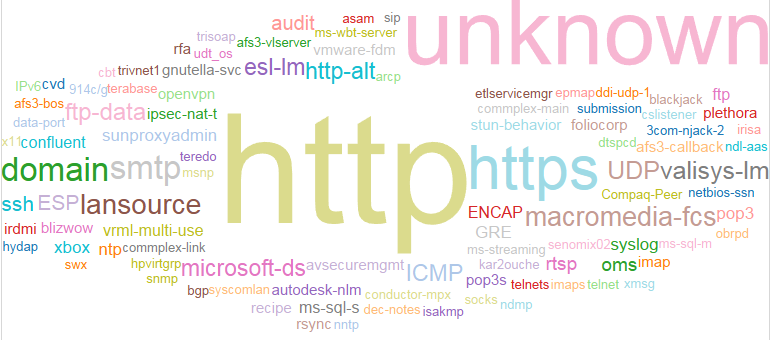 asam sip
audit
unknown
trisoap afs3-vlserver ms-wbt-server
rfa udt_os vmware-fdm
cbt trivnet1 gnutella-svc esl-lm http-alt arcp
IPv6 cvd 914c/g terabase openvpn
etlservicemgr epmap ddi-udp-1 blackjack ftp
afs3-bos ftp-data ipsec-nat-t
commplex-main submission cslistener plethora
data-port sunproxyadmin
http
stun-behavior foliocorp 3com-njack-2 irisa
x11 confluent
dtspcd afs3-callback ndl-aas
domain smtp teredo msnp
https UDP valisys-lm
Compaq-Peer netbios-ssn
ssh ESP lansource
ENCAP macromedia-fcs pop3
irdmi blizwow vrml-multi-use
GRE obrpd
hydap xbox ntp commplex-link
ms-streaming senomix02 syslog ms-sql-m
swx hpvirtgrp microsoft-ds avsecuremgmt ICMP
kar2ouche rtsp oms imap
snmp
pop3s telnets imaps telnet xmsg
bgp syscomlan autodesk-nlm conductor-mpx
socks ndmp
recipe ms-sql-s dec-notes isakmp
rsync nntp